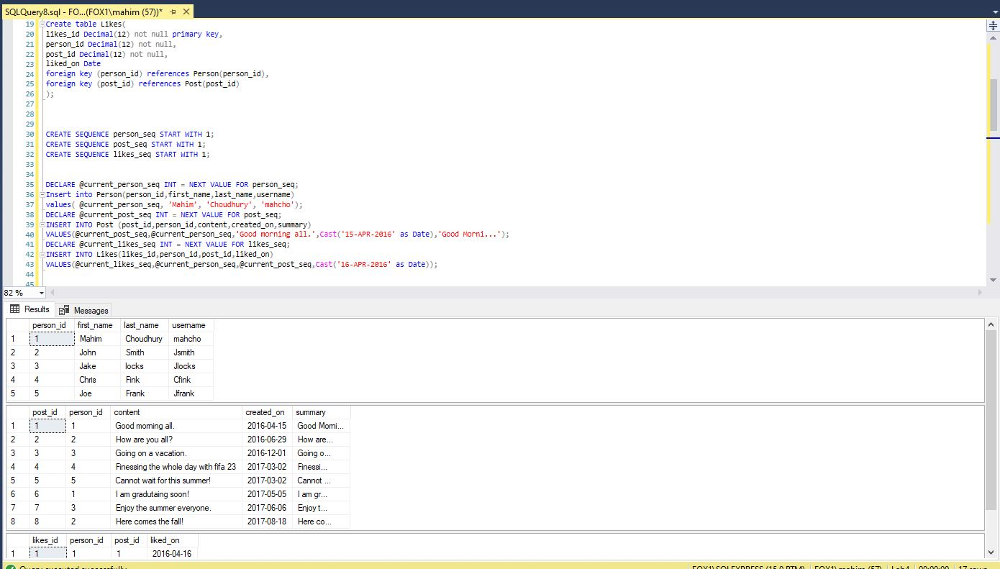 SQLQuery8.sql - FO...(FOX1\mahim (57))*
19 Create table Likes(
20 likes_id Decimal(12) not null primary key,
21 person_id Decimal(12) not null,
22 post_id Decimal(12) not null,
23 liked_on Date
24 foreign key (person_id) references Person(person_id),
25 foreign key (post_id) references Post(post_id)
26 );
27
28
29
30 CREATE SEQUENCE person_seq START WITH 1;
31 CREATE SEQUENCE post_seq START WITH 1;
32 CREATE SEQUENCE likes_seq START WITH 1;
33
34
35 DECLARE @current_person_seq INT = NEXT VALUE FOR person_seq;
36 Insert into Person(person_id,first_name,last_name,username)
37 values( @current_person_seq, 'Mahim', 'Choudhury', 'mahcho');
38 DECLARE @current_post_seq INT = NEXT VALUE FOR post_seq;
39 INSERT INTO Post (post_id,person_id,content,created_on,summary)
40 VALUES(@current_post_seq,@current_person_seq,'Good morning all.',Cast('15-APR-2016' as Date),'Good Morni...');
41 DECLARE @current_likes_seq INT = NEXT VALUE FOR likes_seq;
42 INSERT INTO Likes(likes_id,person_id,post_id,liked_on)
43 VALUES(@current_likes_seq,@current_person_seq,@current_post_seq,Cast('16-APR-2016' as Date));
44
45
82 %
Results Messages
person_id first_name last_name username
1 1 Mahim Choudhury mahcho
2 2 John Smith Jsmith
3 3 Jake locks Jlocks
4 4 Chris Fink Cfink
5 5 Joe Frank Jfrank
post_id person_id content created_on summary
1 1 1 Good morning all. 2016-04-15 Good Morni...
2 2 2 How are you all? 2016-06-29 How are...
3 3 3 Going on a vacation. 2016-12-01 Going o...
4 4 4 Finessing the whole day with fifa 23 2017-03-02 Finessi...
5 5 5 Cannot wait for this summer! 2017-03-02 Cannot ...
6 6 1 I am gradutaing soon! 2017-05-05 I am gr...
7 7 3 Enjoy the summer everyone. 2017-06-06 Enjoy t...
8 8 2 Here comes the fall! 2017-08-18 Here co...
likes_id person_id post_id liked_on
1 1 1 1 2016-04-16
Query executed successfully. FOX1\SQLEXPRESS (15.0 RTM) FOX1\mahim (57) Lab4 00:00:00 17 rows